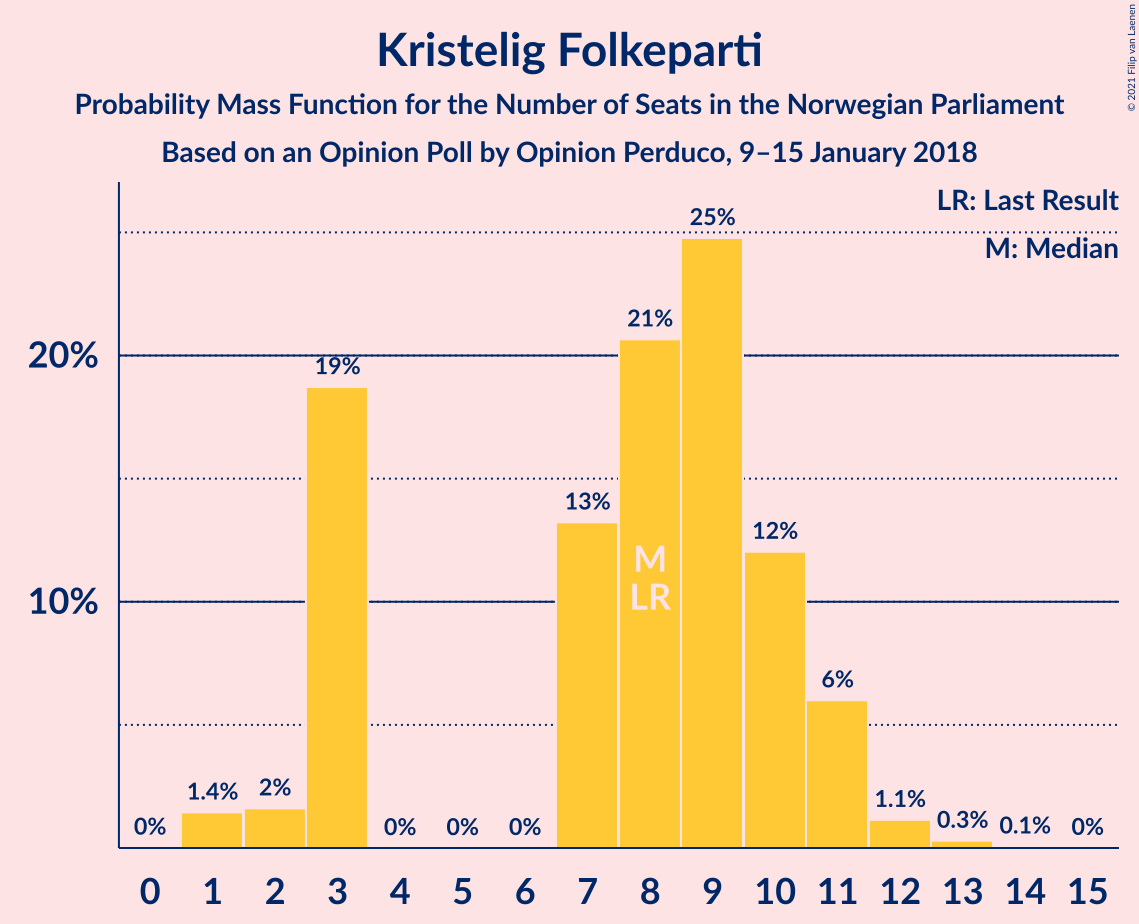 Kristelig Folkeparti
Probability Mass Function for the Number of Seats in the Norwegian Parliament
Based on an Opinion Poll by Opinion Perduco, 9–15 January 2018
© 2021 Filip van Laenen
LR: Last Result
M: Median
25%
21%
20%
19%
13%
12%
M
LR
10%
6%
0% 1.4% 2% 0% 0% 0% 1.1% 0.3% 0.1% 0%
0 1 2 3 4 5 6 7 8 9 10 11 12 13 14 15